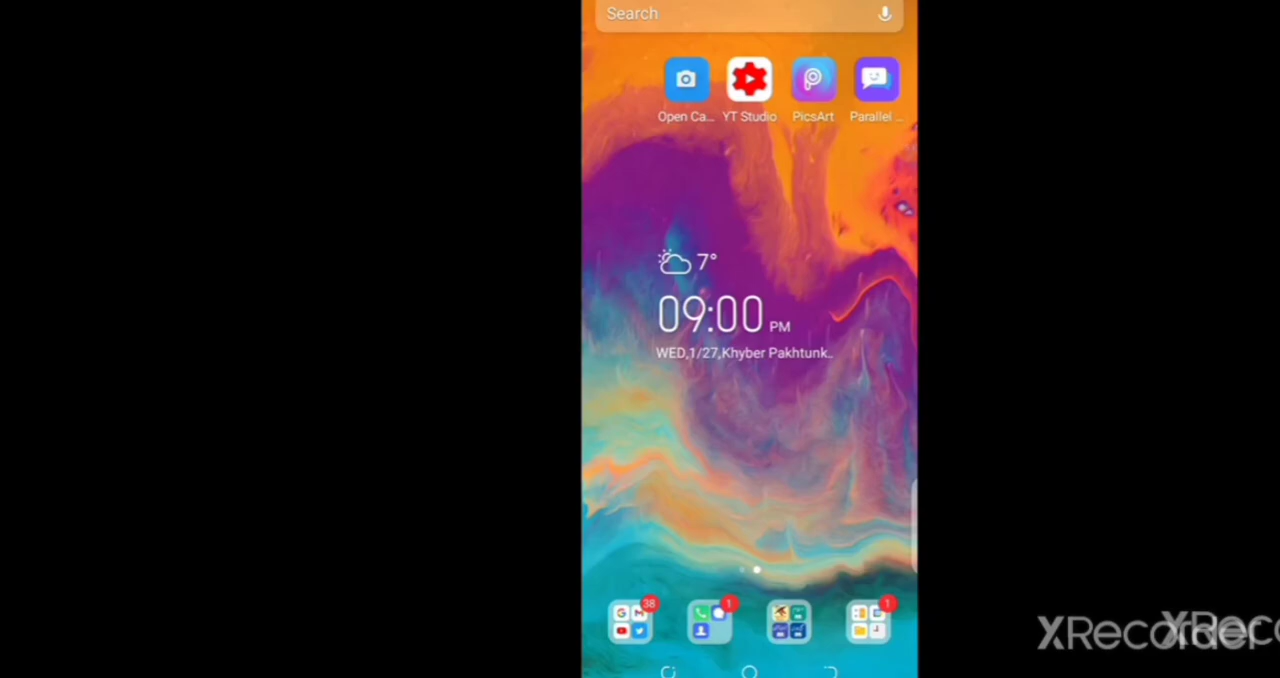 Search
Open Ca... YT Studio PicsArt Parallel ...
7°
09:00 PM
WED,1/27,Khyber Pakhtunk..
38 1 1
XRecorder